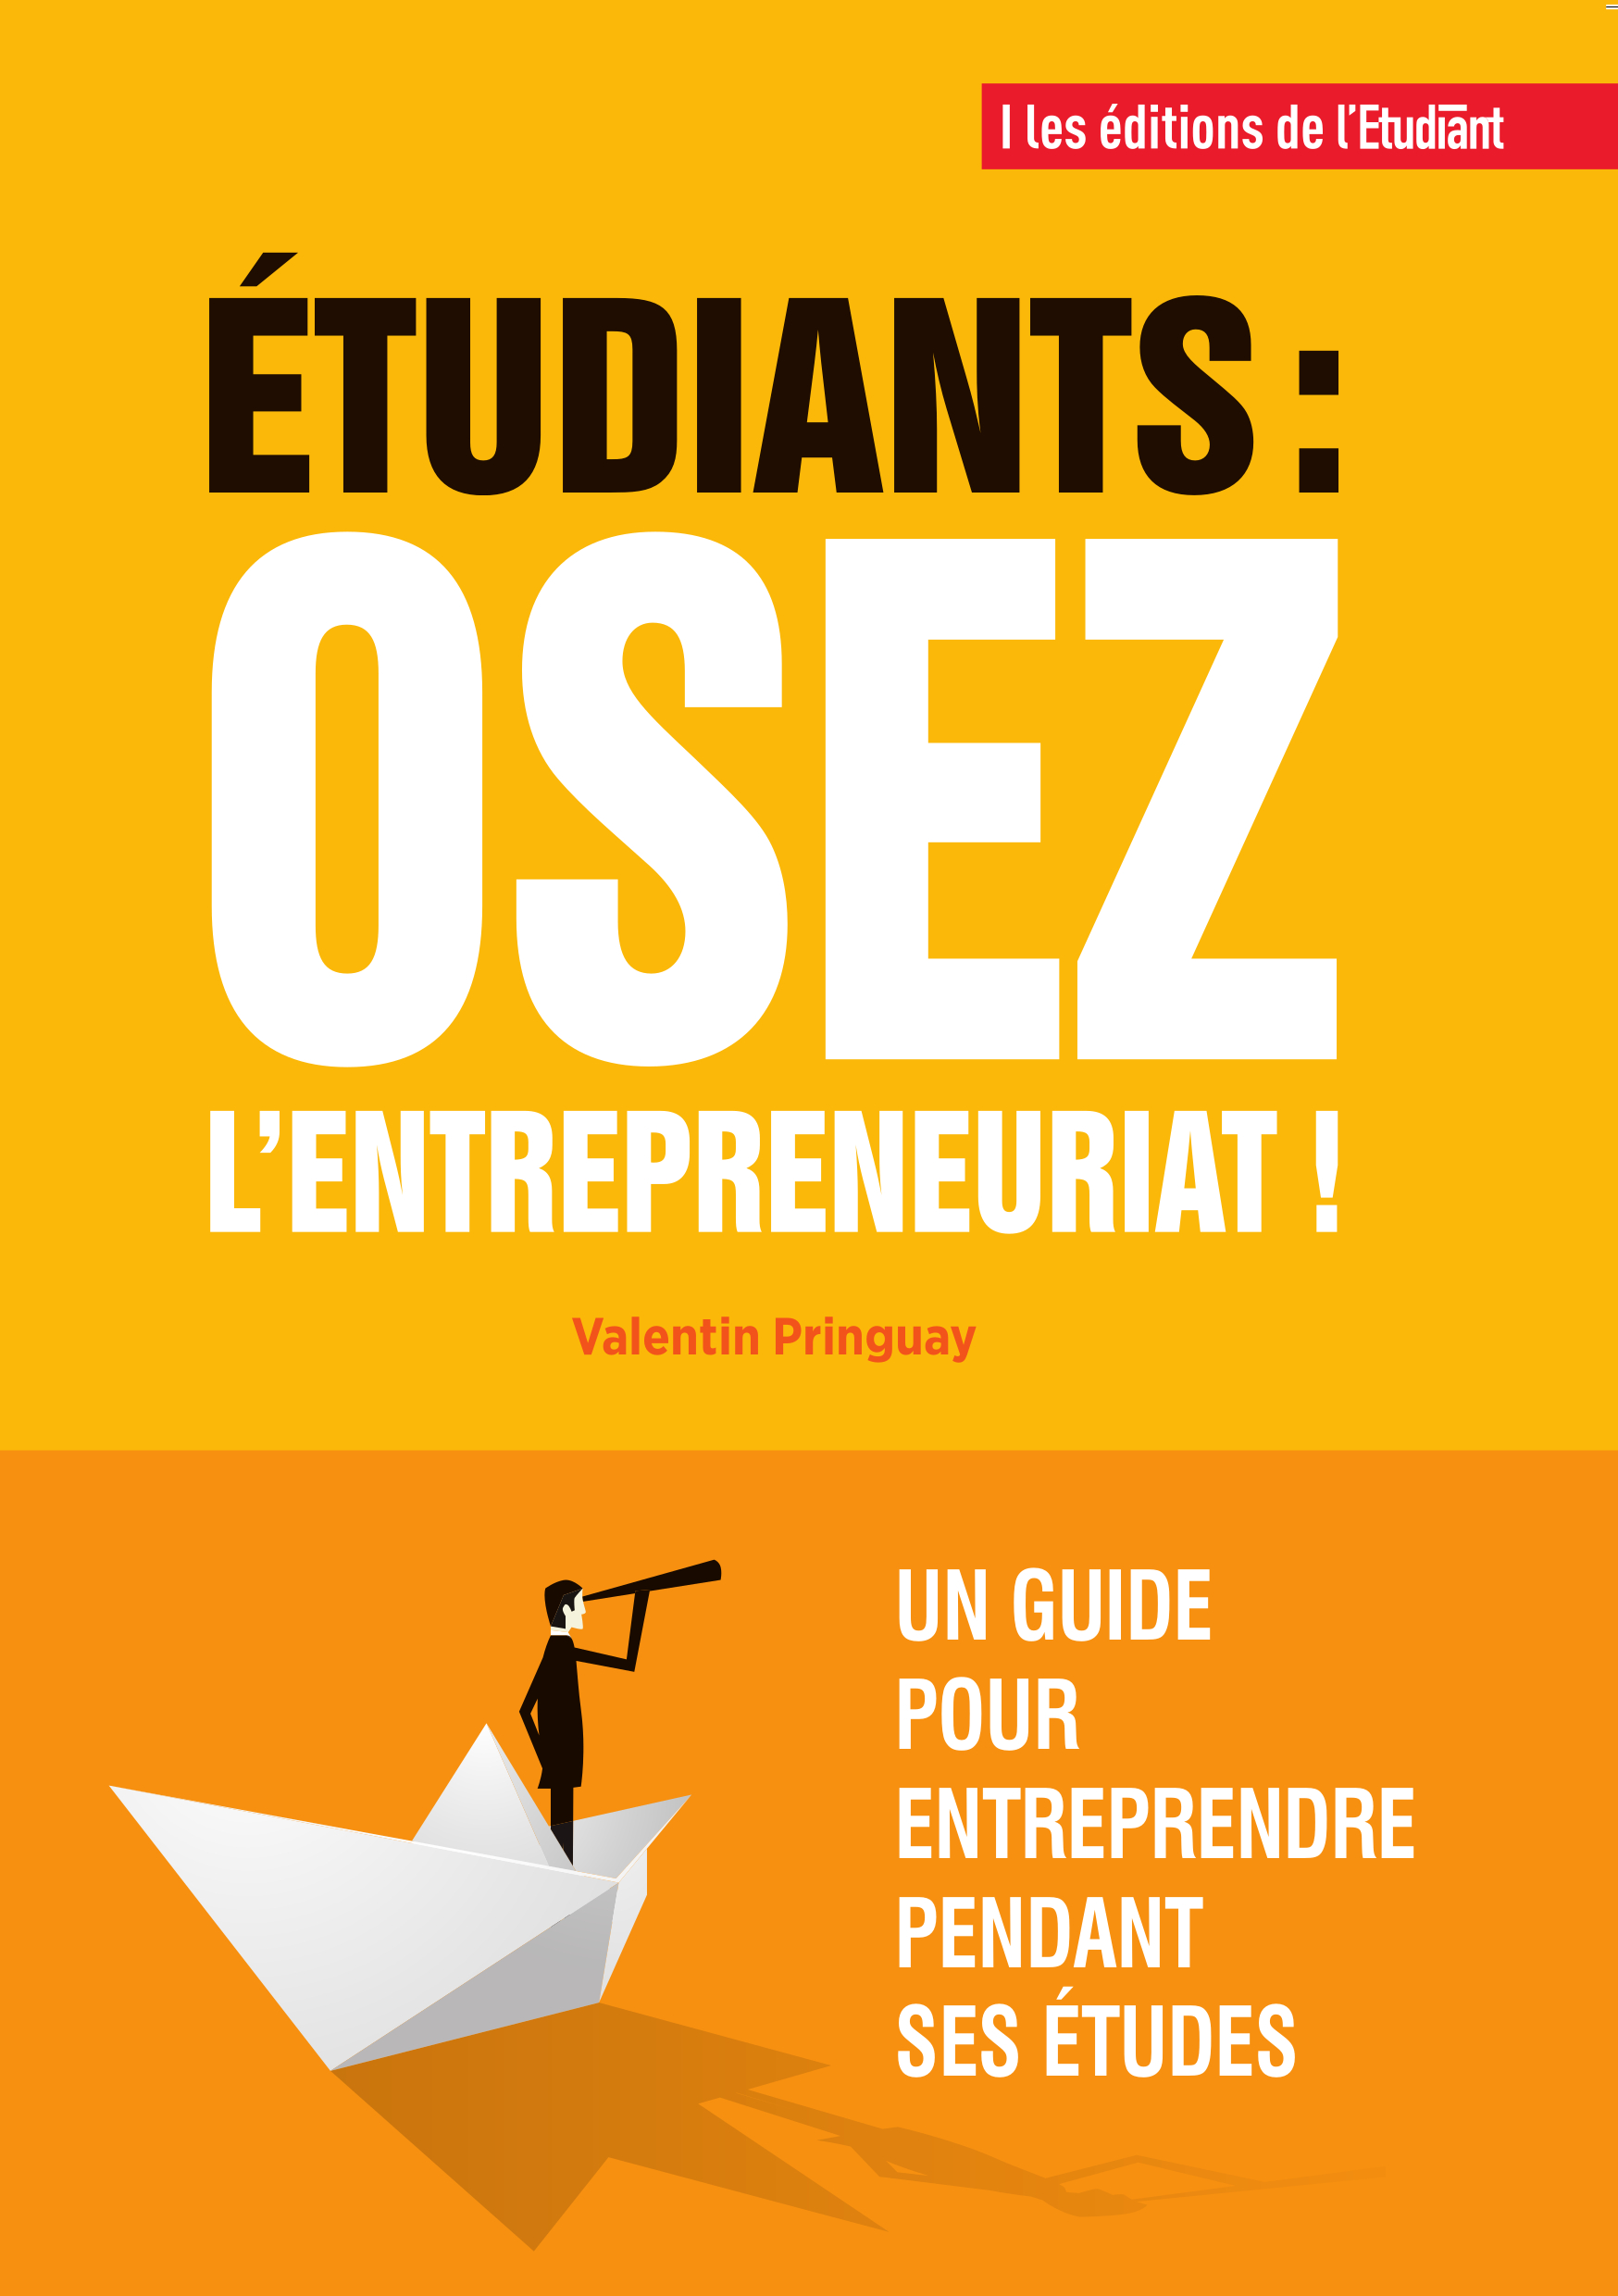 l les éditions de l'Etudiant
ÉTUDIANTS :
OSEZ
L’ENTREPRENEURIAT !
Valentin Pringuay
UN GUIDE
POUR
ENTREPRENDRE
PENDANT
SES ÉTUDES